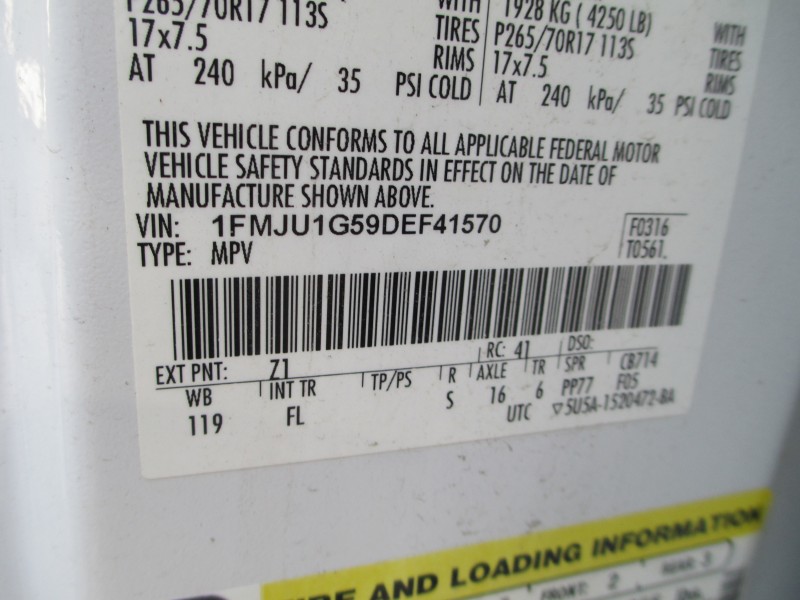 P265/70R17 113S WITH 1928 KG ( 4250 LB) WITH
17x7.5 TIRES P265/70R17 113S TIRES
RIMS 17x7.5 RIMS
AT 240 kPa/ 35 PSI COLD AT 240 kPa/ 35 PSI COLD
THIS VEHICLE CONFORMS TO ALL APPLICABLE FEDERAL MOTOR
VEHICLE SAFETY STANDARDS IN EFFECT ON THE DATE OF
MANUFACTURE SHOWN ABOVE.
VIN: 1FMJU1G59DEF41570 F0316
TYPE: MPV T0561
EXT PNT: Z1 RC: 41 DSO:
WB INT TR TP/PS R AXLE TR SPR CB714
119 FL S 16 6 PP77 F05
UTC ▽5U5A-1520472-BA
AND LOADING INFORMATION
FRONT: 2 REAR: 3